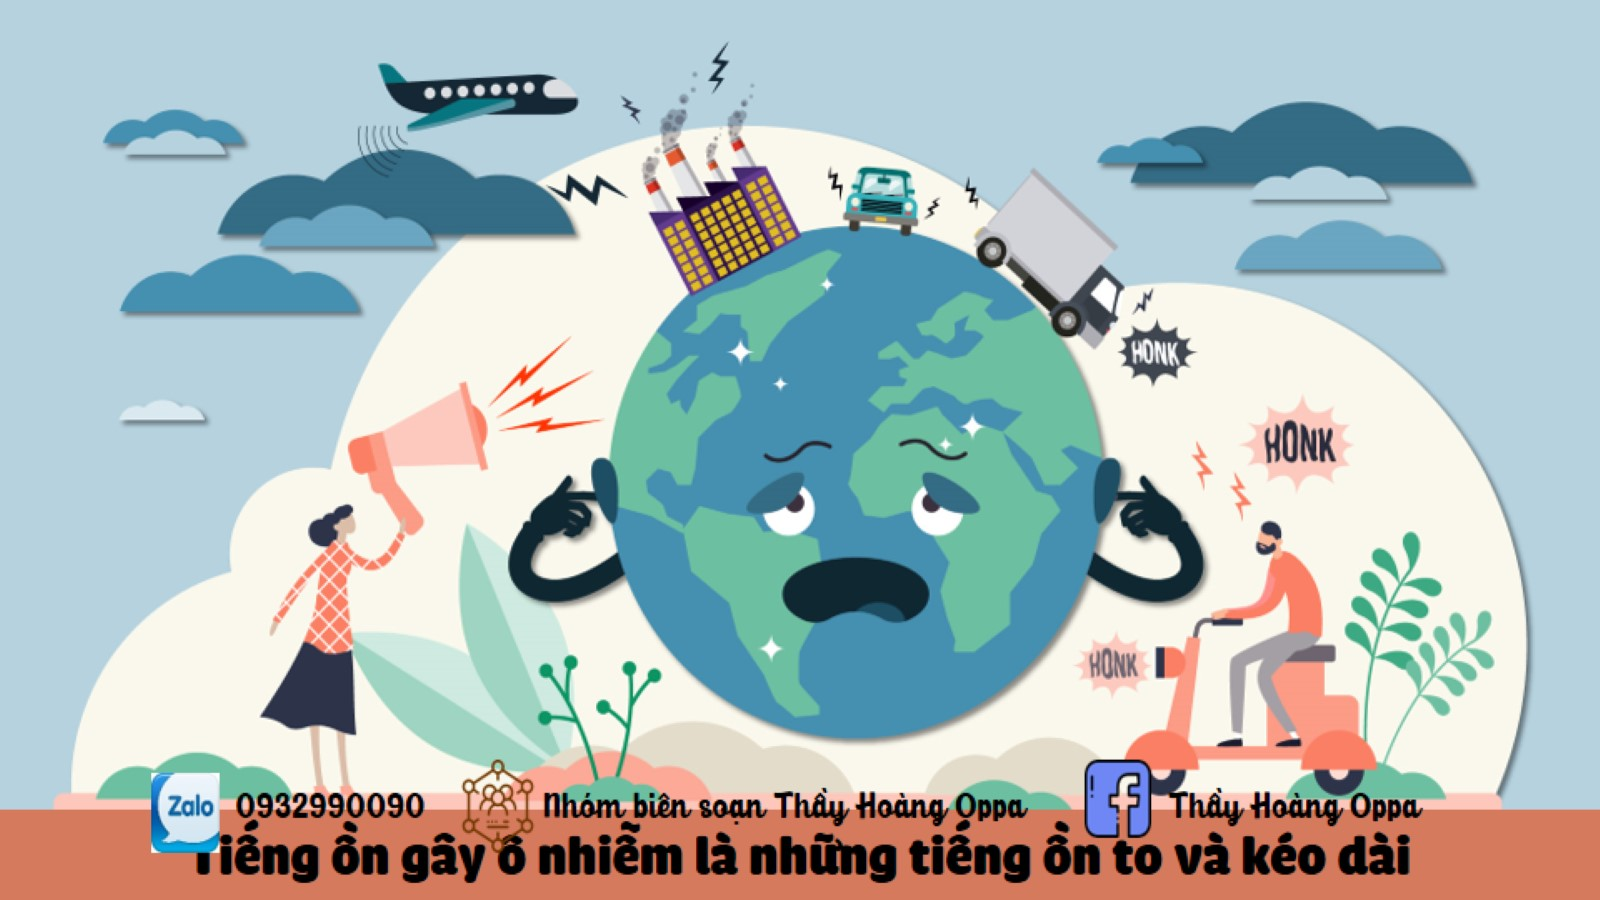 HONK
HONK
HONK
Zalo 0932990090 Nhóm biên soạn Thầy Hoàng Oppa f Thầy Hoàng Oppa
Tiếng ồn gây ô nhiễm là những tiếng ồn to và kéo dài